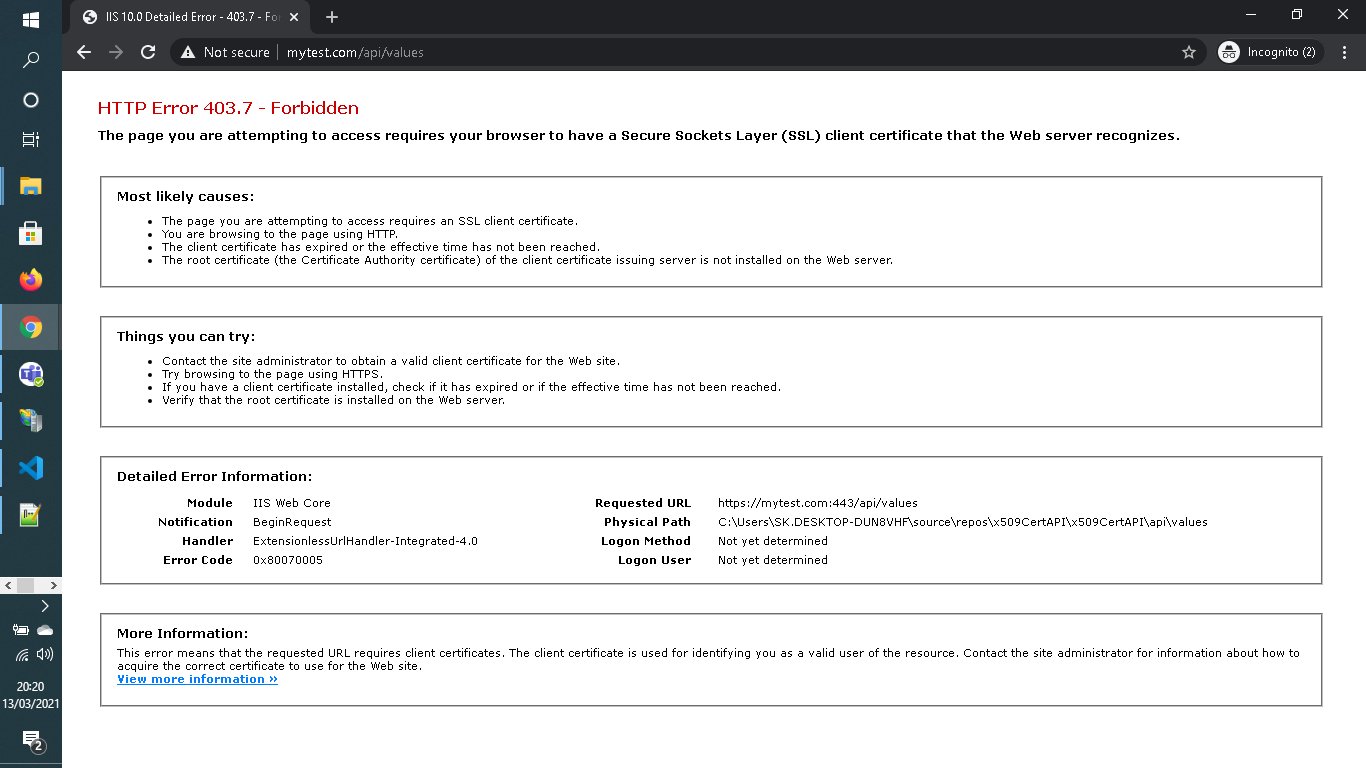 IIS 10.0 Detailed Error - 403.7 - Fo
Not secure | mytest.com/api/values
Incognito (2)
HTTP Error 403.7 - Forbidden
The page you are attempting to access requires your browser to have a Secure Sockets Layer (SSL) client certificate that the Web server recognizes.
Most likely causes:
• The page you are attempting to access requires an SSL client certificate.
• You are browsing to the page using HTTP.
• The client certificate has expired or the effective time has not been reached.
• The root certificate (the Certificate Authority certificate) of the client certificate issuing server is not installed on the Web server.
Things you can try:
• Contact the site administrator to obtain a valid client certificate for the Web site.
• Try browsing to the page using HTTPS.
• If you have a client certificate installed, check if it has expired or if the effective time has not been reached.
• Verify that the root certificate is installed on the Web server.
Detailed Error Information:
Module IIS Web Core
Notification BeginRequest
Handler ExtensionlessUrlHandler-Integrated-4.0
Error Code 0x80070005
Requested URL https://mytest.com:443/api/values
Physical Path C:\Users\SK.DESKTOP-DUN8VHF\source\repos\x509CertAPI\x509CertAPI\api\values
Logon Method Not yet determined
Logon User Not yet determined
More Information:
This error means that the requested URL requires client certificates. The client certificate is used for identifying you as a valid user of the resource. Contact the site administrator for information about how to
acquire the correct certificate to use for the Web site.
View more information »
20:20
13/03/2021
2